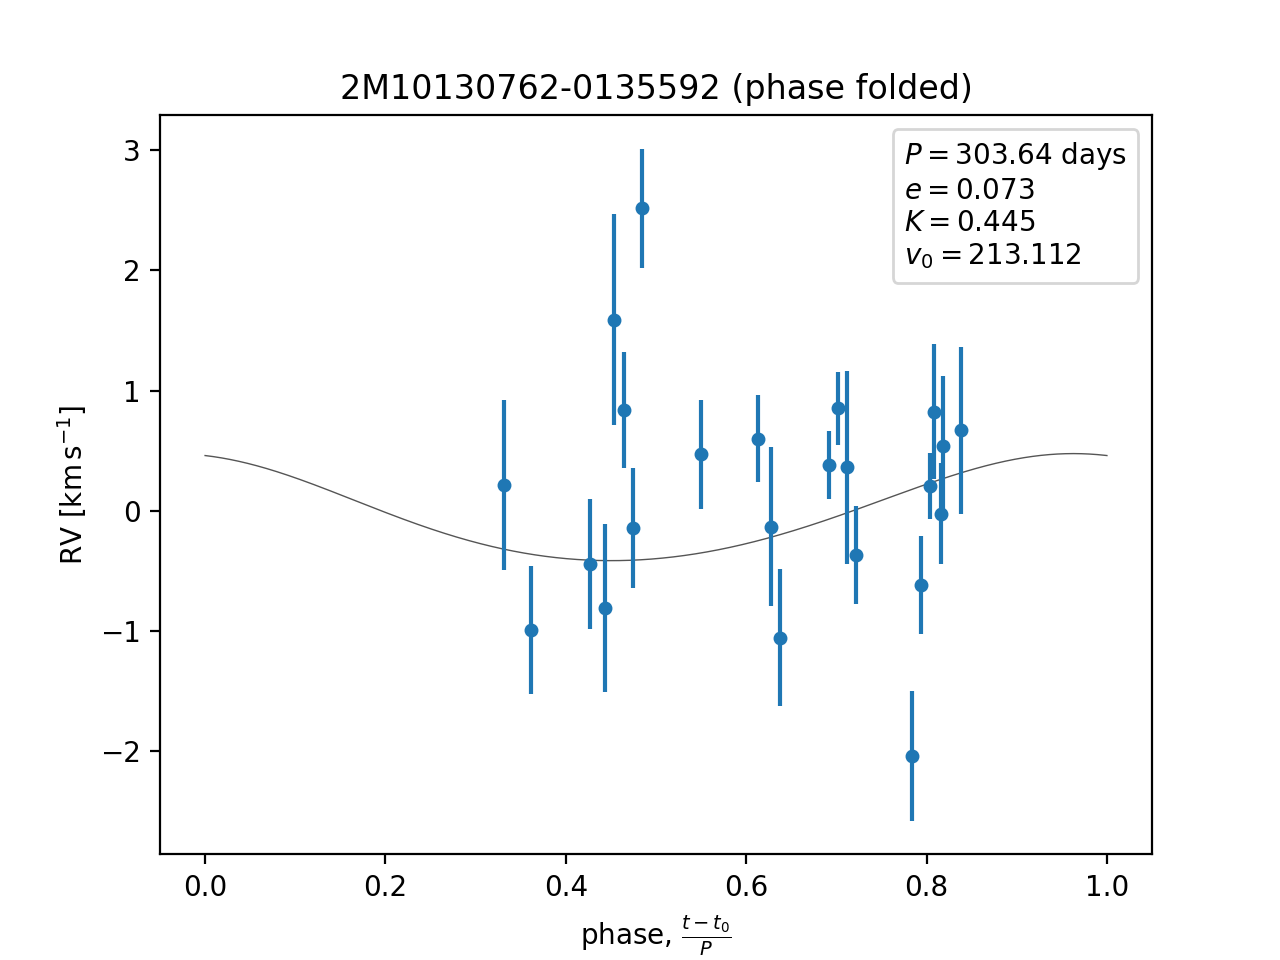 2M10130762-0135592 (phase folded)
P = 303.64 days
e = 0.073
K = 0.445
v₀ = 213.112
3
2
1
0
−1
−2
RV [km s⁻¹]
0.0 0.2 0.4 0.6 0.8 1.0
phase, (t − t₀)/P